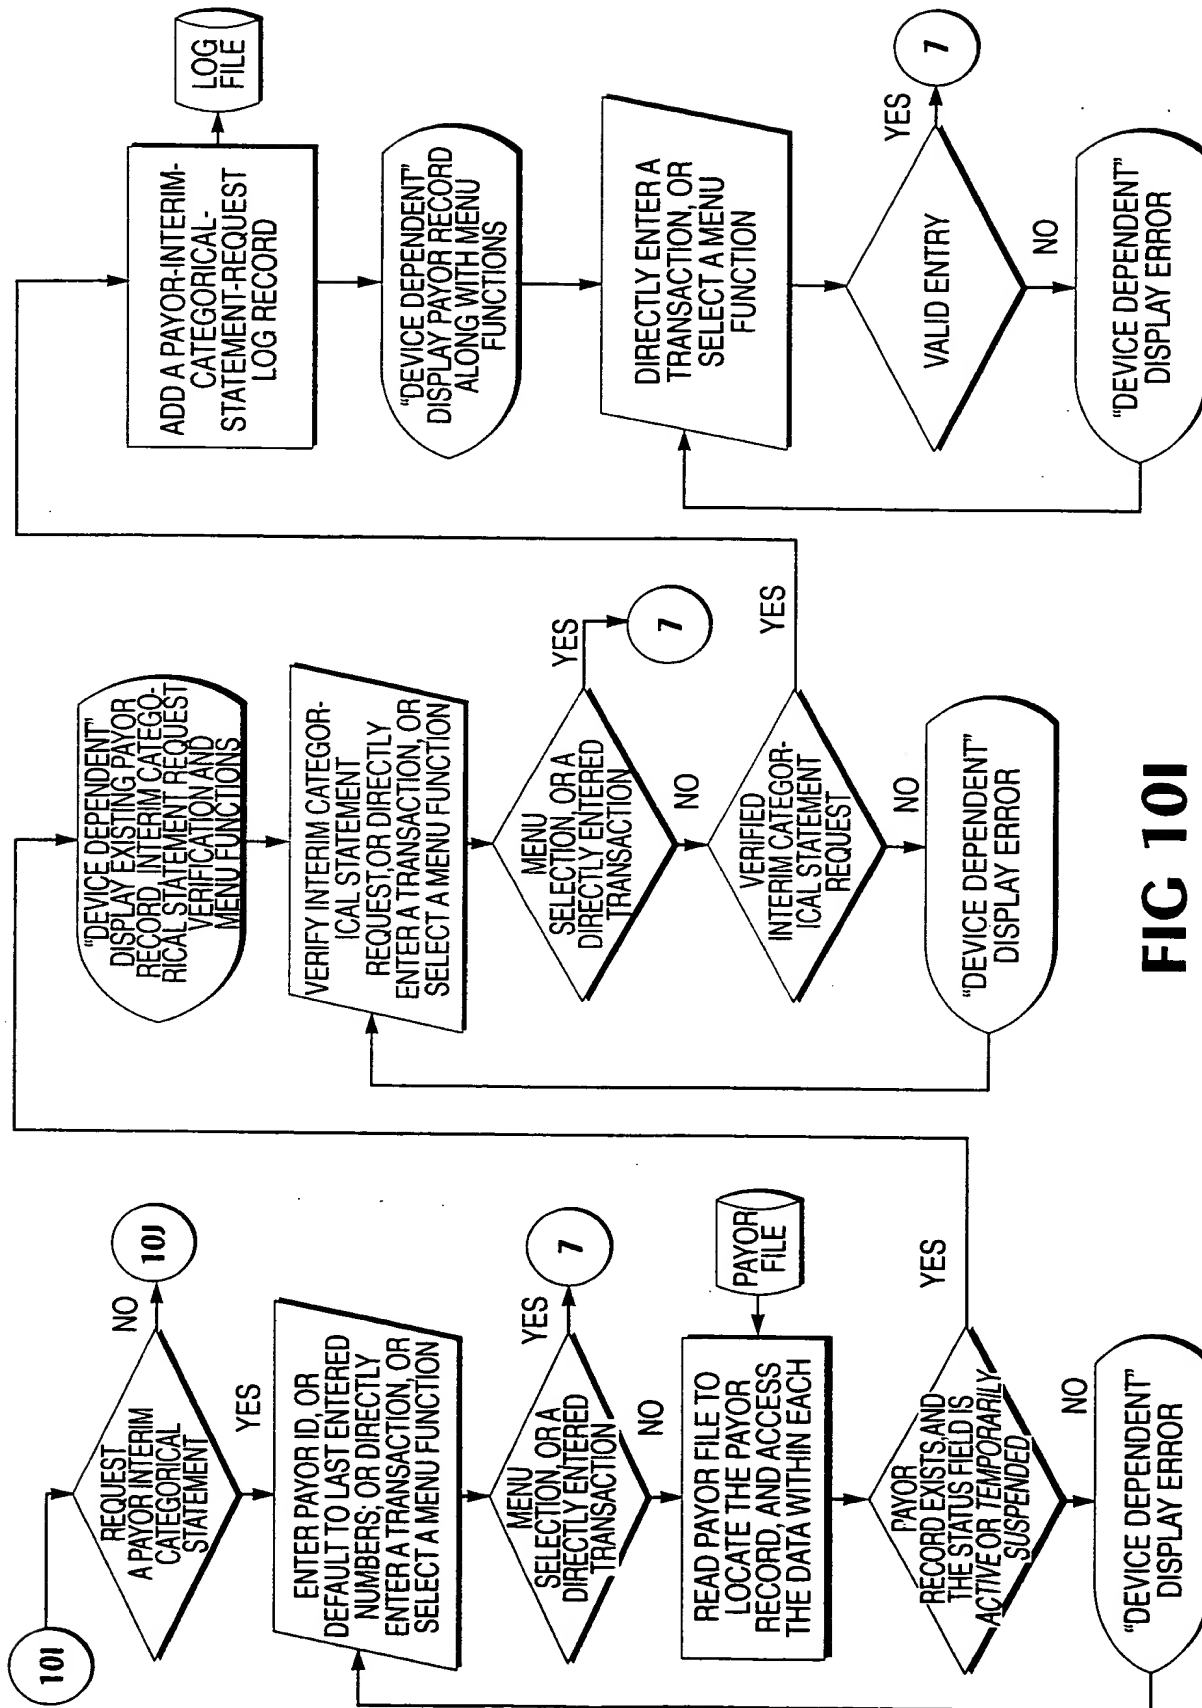 10I
REQUEST
A PAYOR INTERIM
CATEGORICAL
STATEMENT
NO
10J
YES
ENTER PAYOR ID, OR
DEFAULT TO LAST ENTERED
NUMBERS; OR DIRECTLY
ENTER A TRANSACTION, OR
SELECT A MENU FUNCTION
MENU
SELECTION, OR A
DIRECTLY ENTERED
TRANSACTION
YES
7
NO
READ PAYOR FILE TO
LOCATE THE PAYOR
RECORD, AND ACCESS
THE DATA WITHIN EACH
PAYOR
FILE
PAYOR
RECORD EXISTS, AND
THE STATUS FIELD IS
ACTIVE OR TEMPORARILY
SUSPENDED
YES
NO
“DEVICE DEPENDENT”
DISPLAY ERROR
“DEVICE DEPENDENT”
DISPLAY EXISTING PAYOR
RECORD, INTERIM CATEGO-
RICAL STATEMENT REQUEST
VERIFICATION AND
MENU FUNCTIONS
VERIFY INTERIM CATEGOR-
ICAL STATEMENT
REQUEST, OR DIRECTLY
ENTER A TRANSACTION, OR
SELECT A MENU FUNCTION
MENU
SELECTION, OR A
DIRECTLY ENTERED
TRANSACTION
YES
7
NO
VERIFIED
INTERIM CATEGOR-
ICAL STATEMENT
REQUEST
YES
NO
“DEVICE DEPENDENT”
DISPLAY ERROR
ADD A PAYOR-INTERIM-
CATEGORICAL-
STATEMENT-REQUEST
LOG RECORD
LOG
FILE
“DEVICE DEPENDENT”
DISPLAY PAYOR RECORD
ALONG WITH MENU
FUNCTIONS
DIRECTLY ENTER A
TRANSACTION, OR
SELECT A MENU
FUNCTION
VALID ENTRY
YES
7
NO
“DEVICE DEPENDENT”
DISPLAY ERROR
FIG 10I